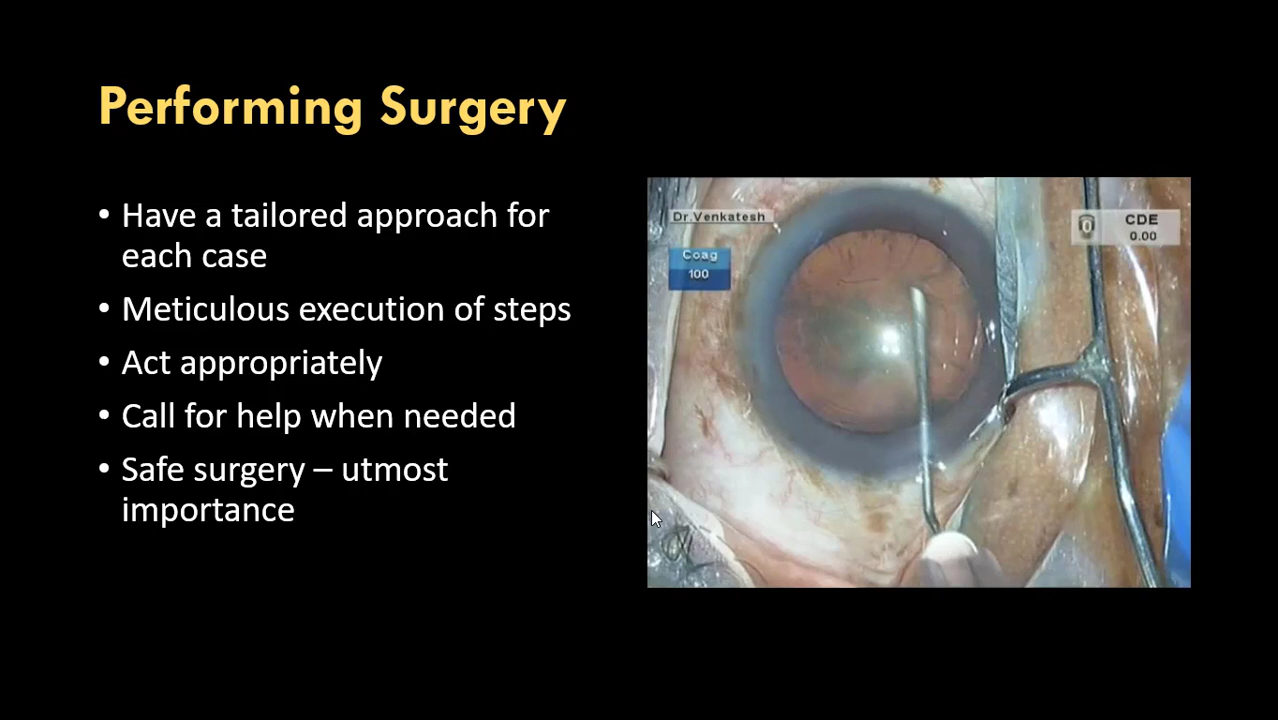 Performing Surgery
• Have a tailored approach for
each case
• Meticulous execution of steps
• Act appropriately
• Call for help when needed
• Safe surgery – utmost
importance
Dr.Venkatesh
Coag
100
0
CDE
0.00